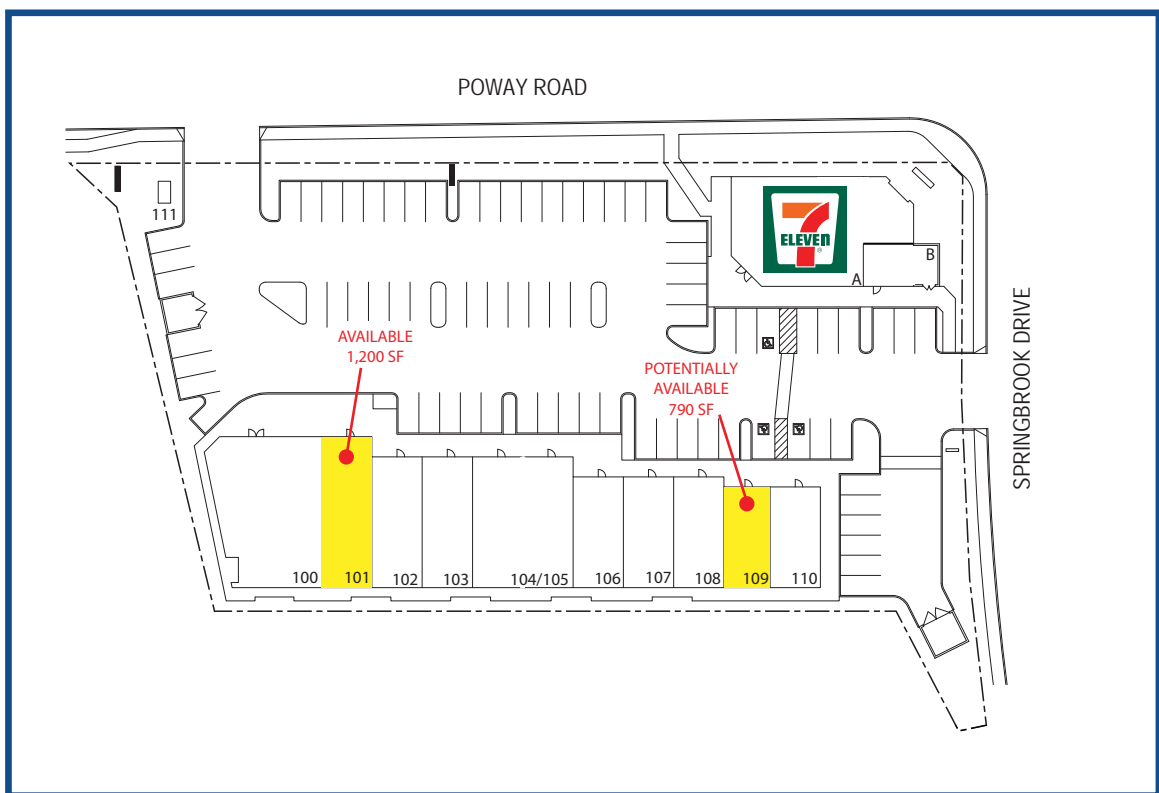 POWAY ROAD
111
7
ELEVEN
®
B
A
SPRINGBROOK DRIVE
AVAILABLE
1,200 SF
POTENTIALLY
AVAILABLE
790 SF
100
101
102
103
104/105
106
107
108
109
110